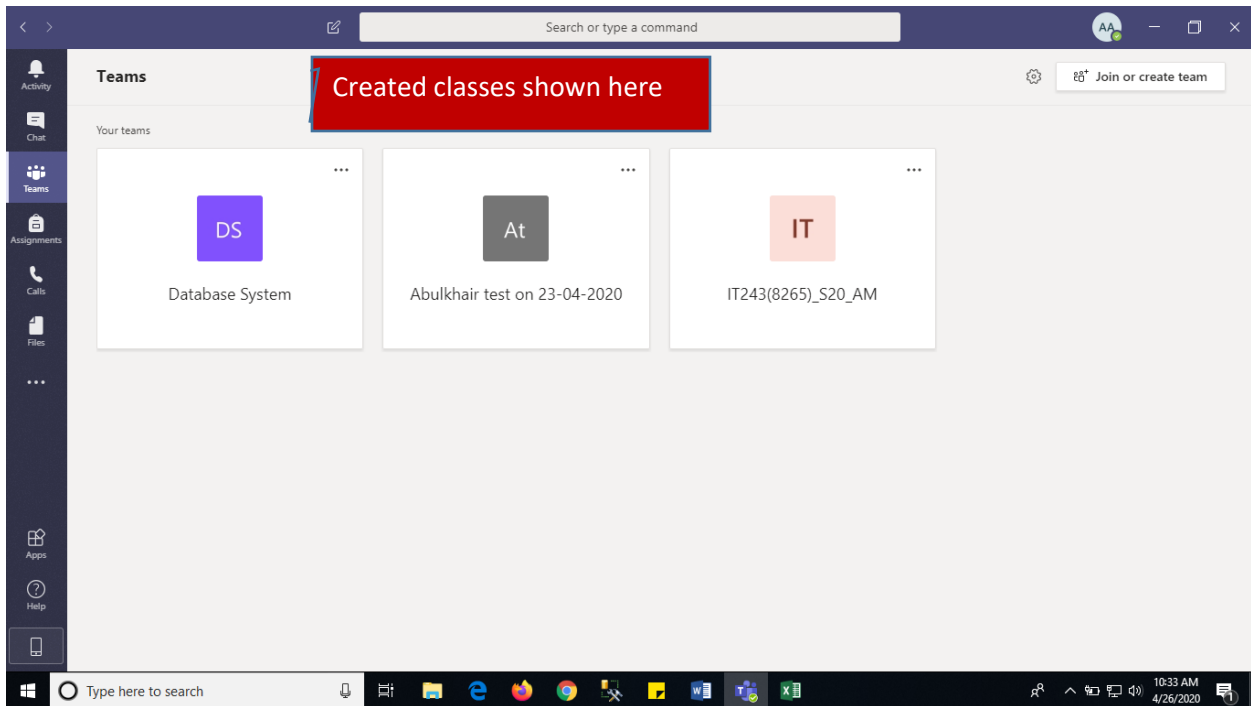 Search or type a command
AA
Activity
Teams
Created classes shown here
Join or create team
Chat
Your teams
Teams
DS
At
IT
Assignments
Database System
Abulkhair test on 23-04-2020
IT243(8265)_S20_AM
Calls
Files
Apps
Help
Type here to search
10:33 AM
4/26/2020